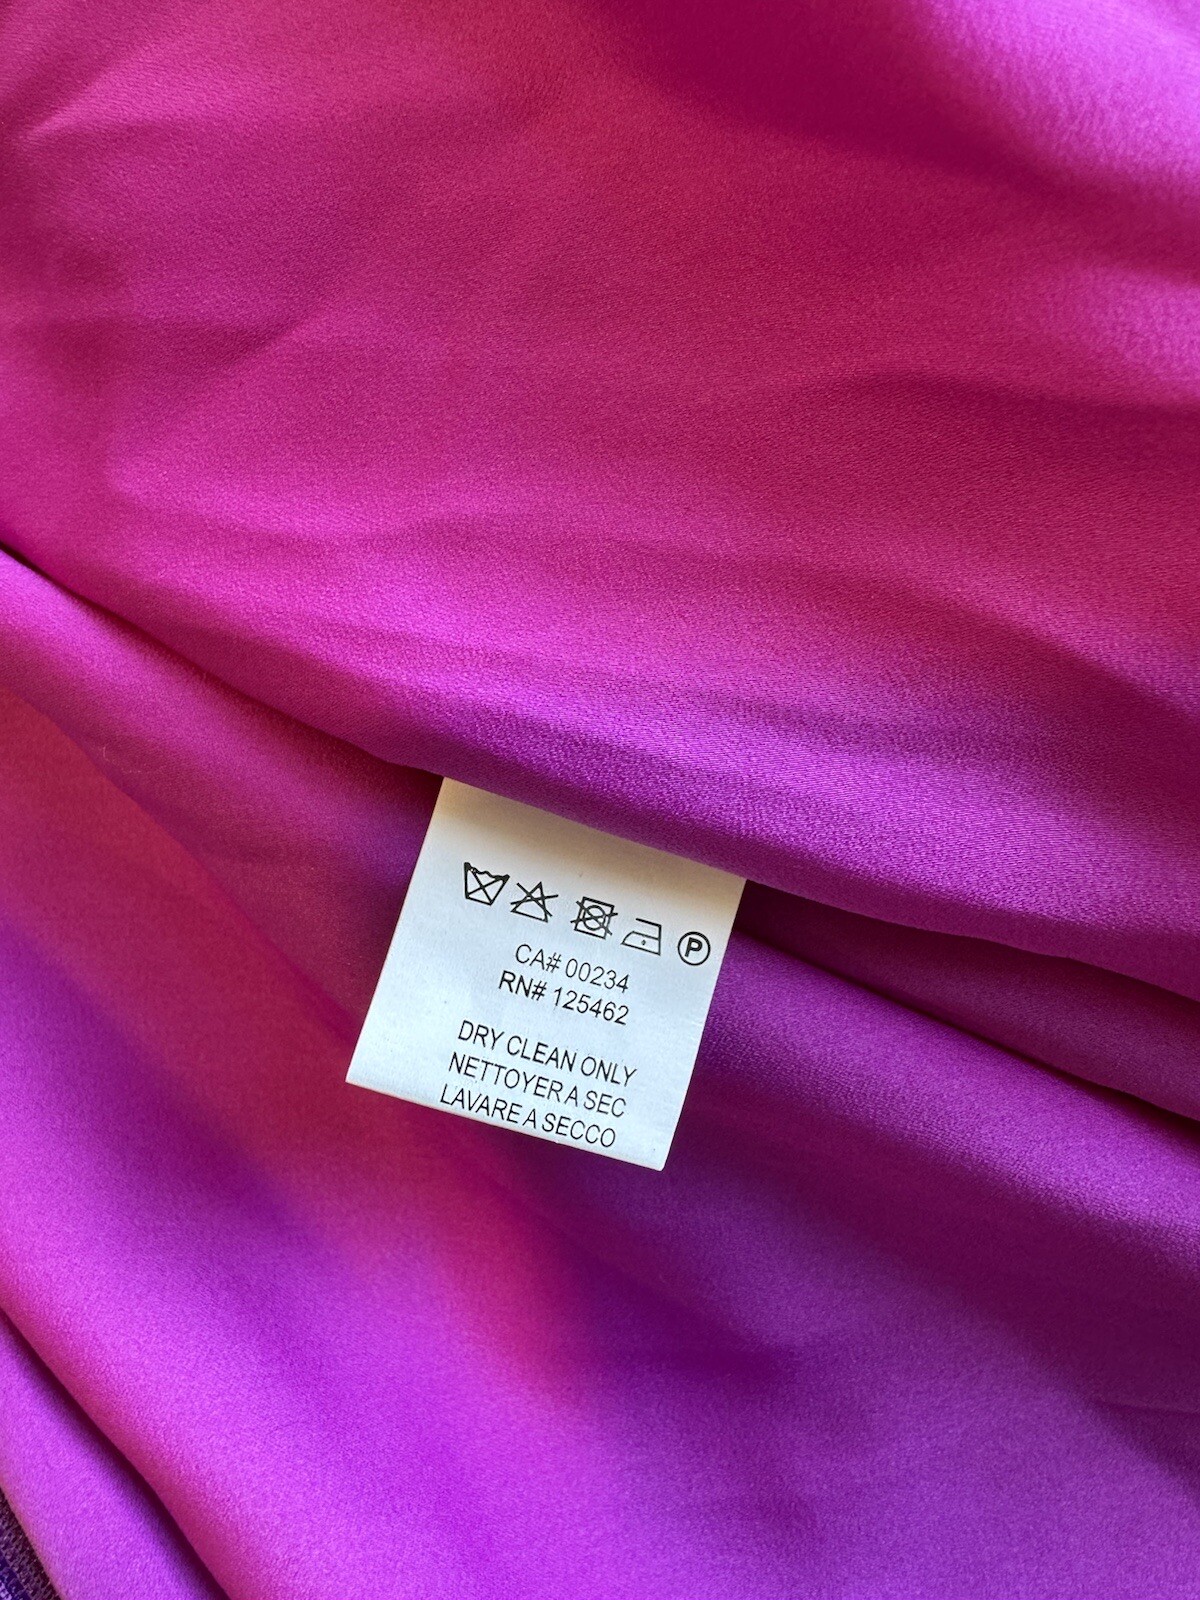 P
CA# 00234
RN# 125462
DRY CLEAN ONLY
NETTOYER A SEC
LAVARE A SECCO